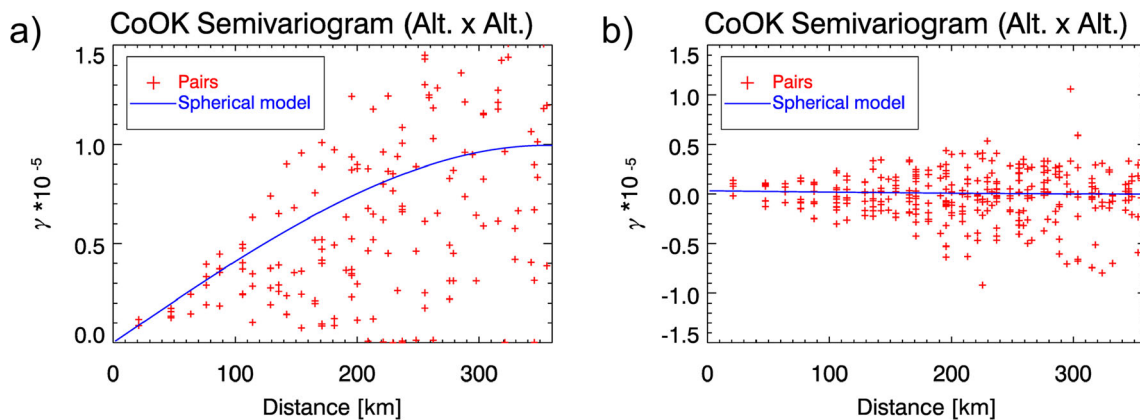 a)
CoOK Semivariogram (Alt. x Alt.)
1.5
1.0
0.5
0.0
γ *10 -5
Pairs
Spherical model
0 100 200 300
Distance [km]
b)
CoOK Semivariogram (Alt. x Alt.)
1.5
1.0
0.5
0.0
-0.5
-1.0
-1.5
γ *10 -5
Pairs
Spherical model
0 100 200 300
Distance [km]